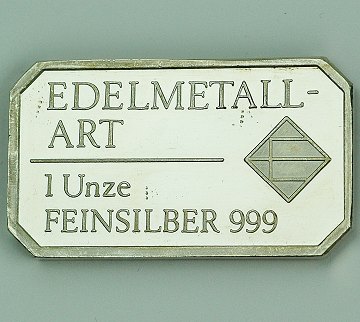 EDELMETALL-
ART
1 Unze
FEINSILBER 999